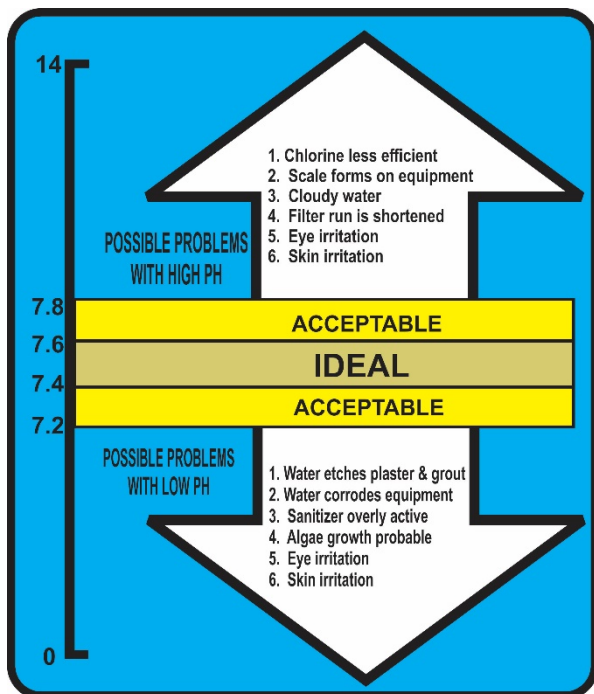 14
1. Chlorine less efficient
2. Scale forms on equipment
3. Cloudy water
4. Filter run is shortened
5. Eye irritation
6. Skin irritation
POSSIBLE PROBLEMS
WITH HIGH PH
7.8
ACCEPTABLE
7.6
IDEAL
7.4
ACCEPTABLE
7.2
POSSIBLE PROBLEMS
WITH LOW PH
1. Water etches plaster & grout
2. Water corrodes equipment
3. Sanitizer overly active
4. Algae growth probable
5. Eye irritation
6. Skin irritation
0